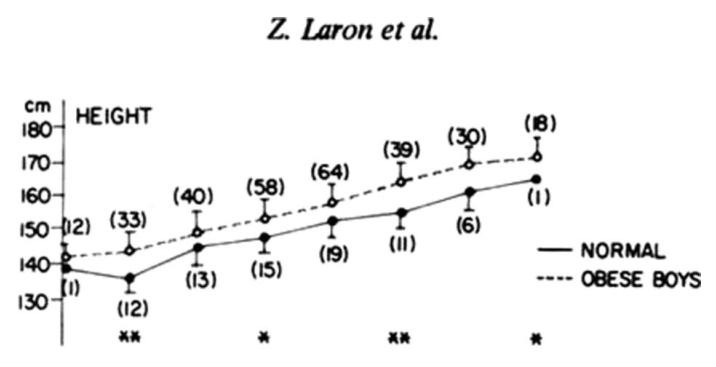 Z. Laron et al.
cm
HEIGHT
180
170
160
150
140
130
(12) (33) (40) (58) (64) (39) (30) (18)
(1) (12) (13) (15) (19) (11) (6) (1)
NORMAL
OBESE BOYS
** * ** *